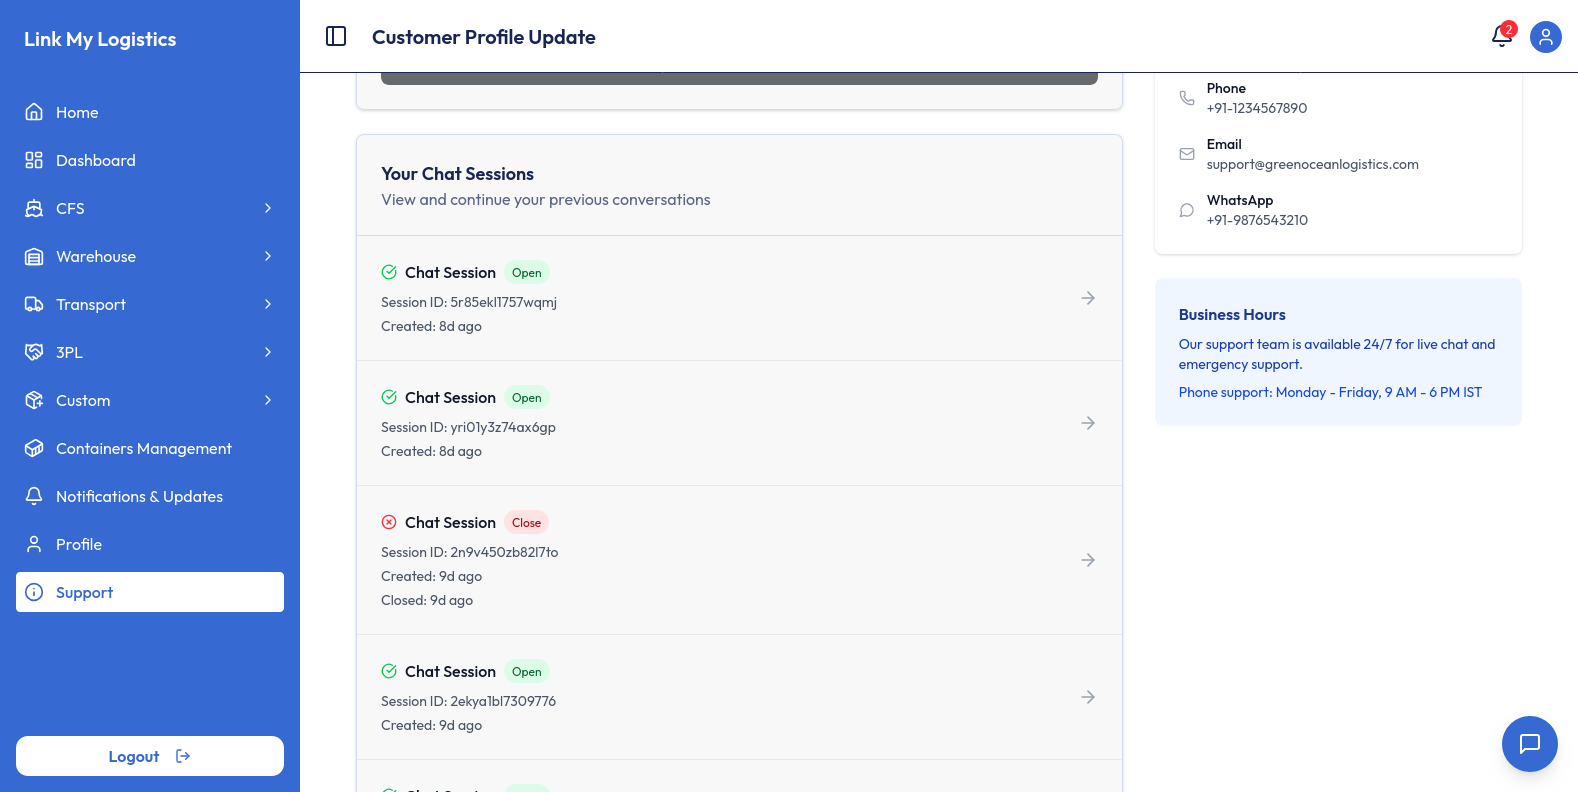 Link My Logistics
Home
Dashboard
CFS
Warehouse
Transport
3PL
Custom
Containers Management
Notifications & Updates
Profile
Support
Logout
Customer Profile Update
2
Your Chat Sessions
View and continue your previous conversations
Chat Session Open
Session ID: 5r85ekl1757wqmj
Created: 8d ago
Chat Session Open
Session ID: yri01y3z74ax6gp
Created: 8d ago
Chat Session Close
Session ID: 2n9v450zb82l7to
Created: 9d ago
Closed: 9d ago
Chat Session Open
Session ID: 2ekya1bl7309776
Created: 9d ago
Phone
+91-1234567890
Email
support@greenoceanlogistics.com
WhatsApp
+91-9876543210
Business Hours
Our support team is available 24/7 for live chat and
emergency support.
Phone support: Monday - Friday, 9 AM - 6 PM IST